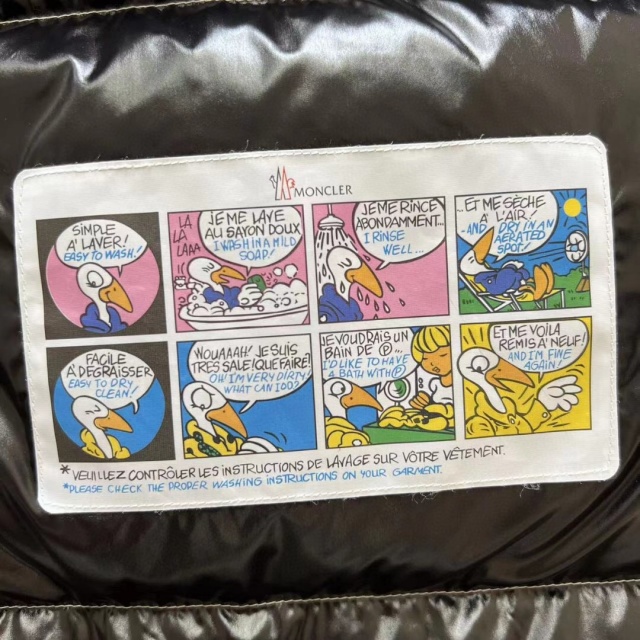 MONCLER
SIMPLE
À LAVER!
EASY TO WASH!
LA
LA
LAAA
JE ME LAVE
AU SAVON DOUX
I WASH IN A MILD
SOAP!
JE ME RINCE
ABONDAMMENT...
I RINSE
WELL...
...ET ME SÈCHE
À L'AIR!
...AND DRY IN AN
AERATED
SPOT!
FACILE
À DÉGRAISSER
EASY TO DRY
CLEAN!
NOUAAAH! JE SUIS
TRÈS SALE! QUE FAIRE?
OH! I'M VERY DIRTY
WHAT CAN I DO?
JE VOUDRAIS UN
BAIN DE Ⓟ...
I'D LIKE TO HAVE
A BATH WITH Ⓟ
ET ME VOILÀ
REMIS À NEUF!
AND I'M FINE
AGAIN!
* VEUILLEZ CONTRÔLER LES INSTRUCTIONS DE LAVAGE SUR VÔTRE VÊTEMENT.
*PLEASE CHECK THE PROPER WASHING INSTRUCTIONS ON YOUR GARMENT.